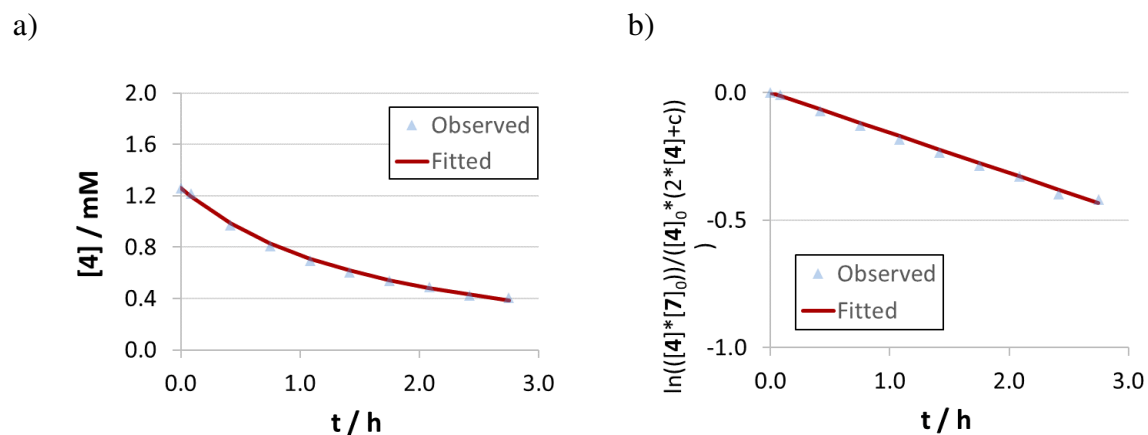 a)
2.0
1.6
1.2
0.8
0.4
0.0
[4] / mM
0.0 1.0 2.0 3.0
t / h
Observed
Fitted
b)
0.0
-0.5
-1.0
ln(([4]*[7]₀))/([4]₀*(2*[4]+c))
)
0.0 1.0 2.0 3.0
t / h
Observed
Fitted